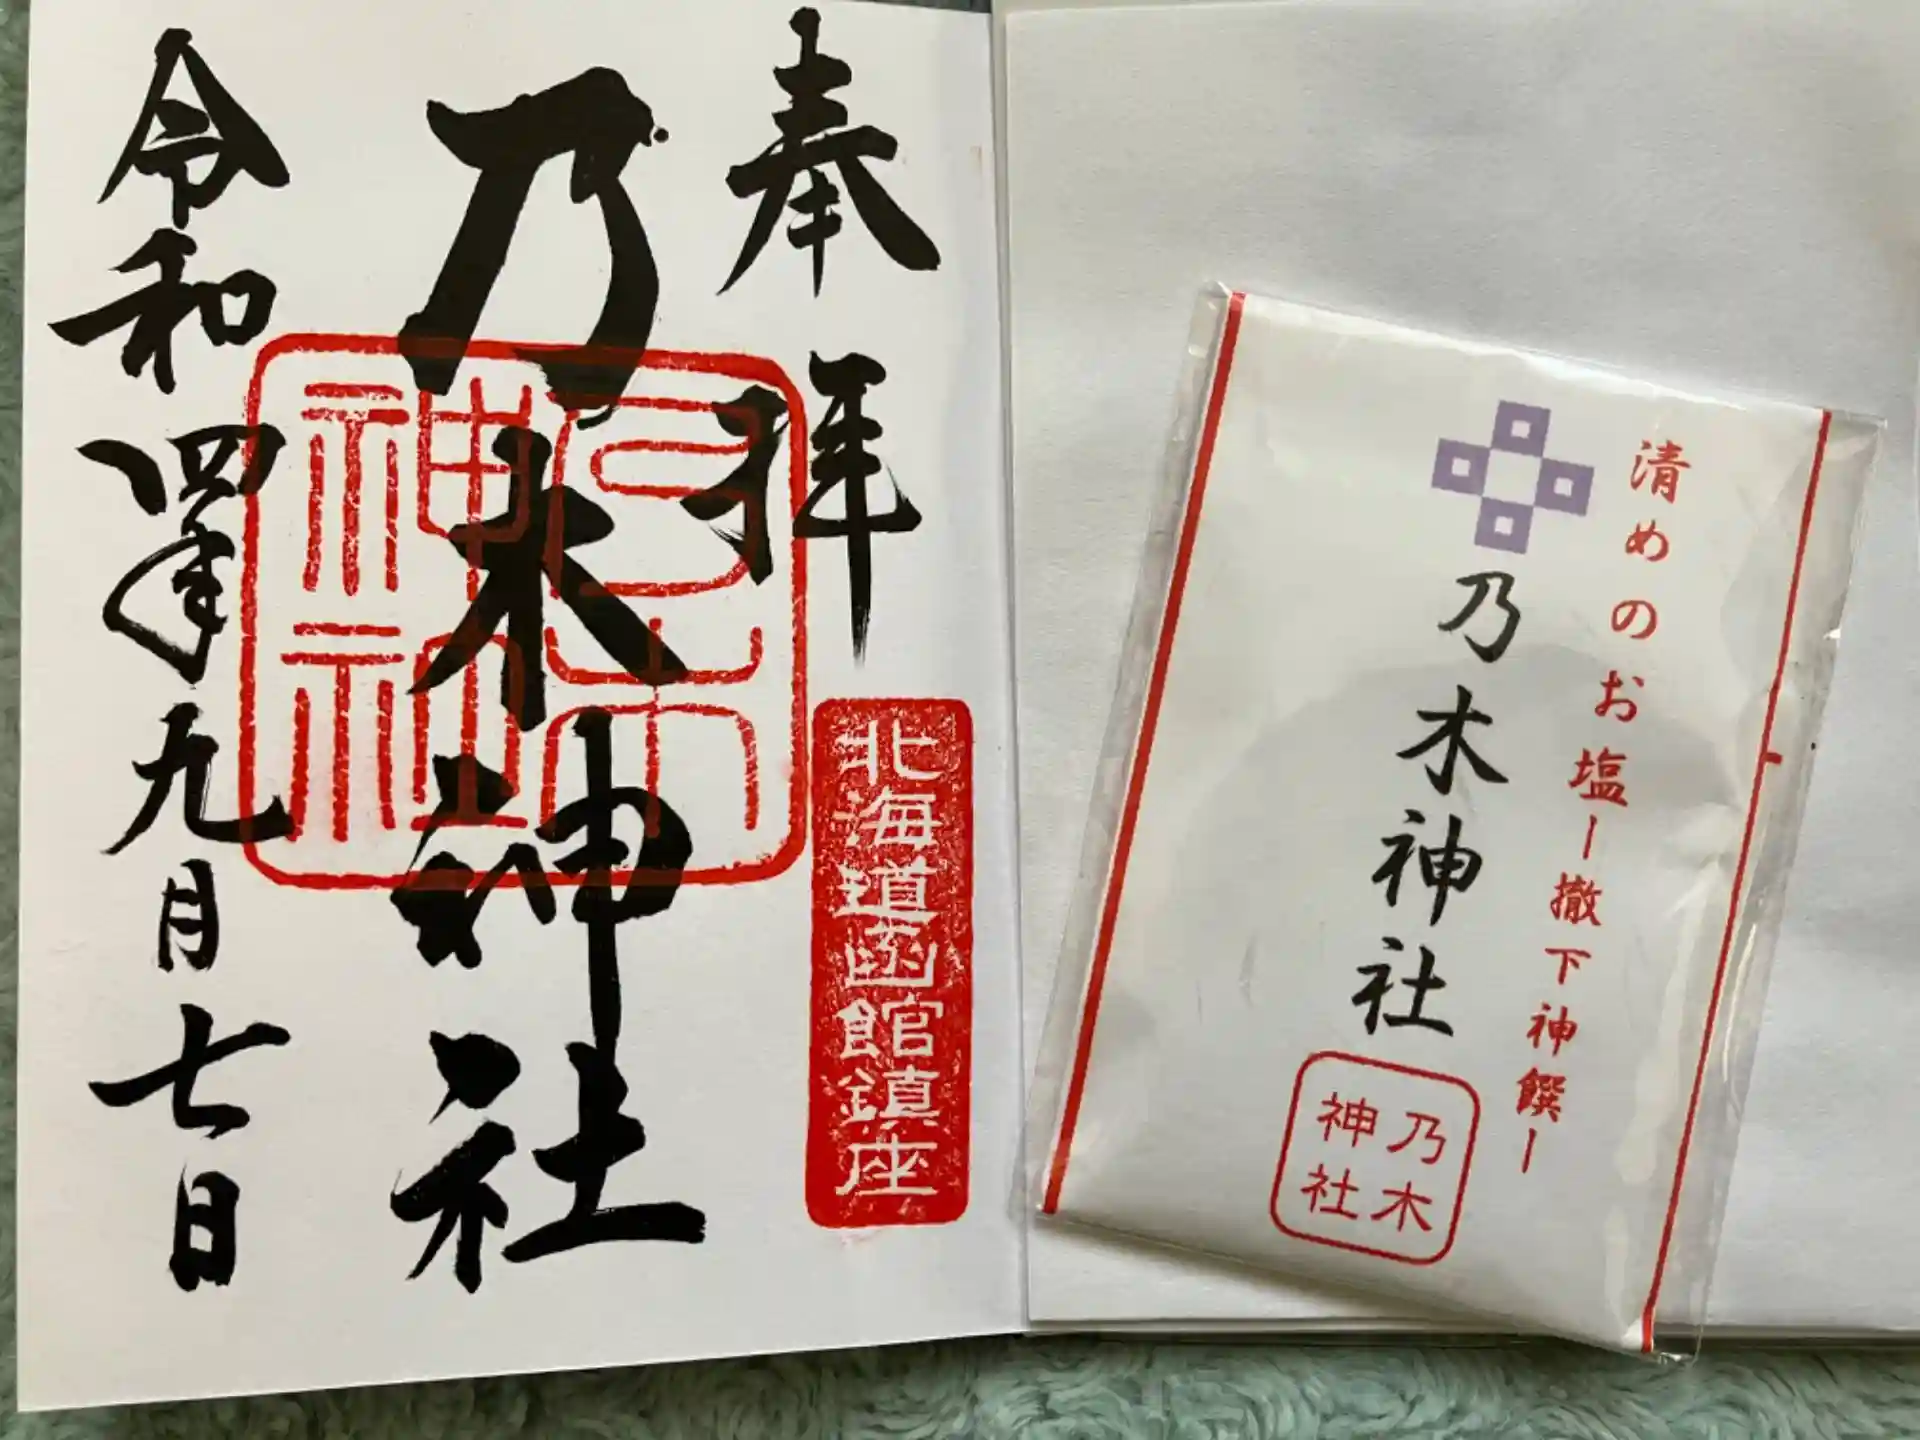 奉拝
北海道函館鎮座
乃木神社
乃木
神社
令和四年九月七日
清めのお塩ー撤下神饌ー
乃木神社
乃木
神社